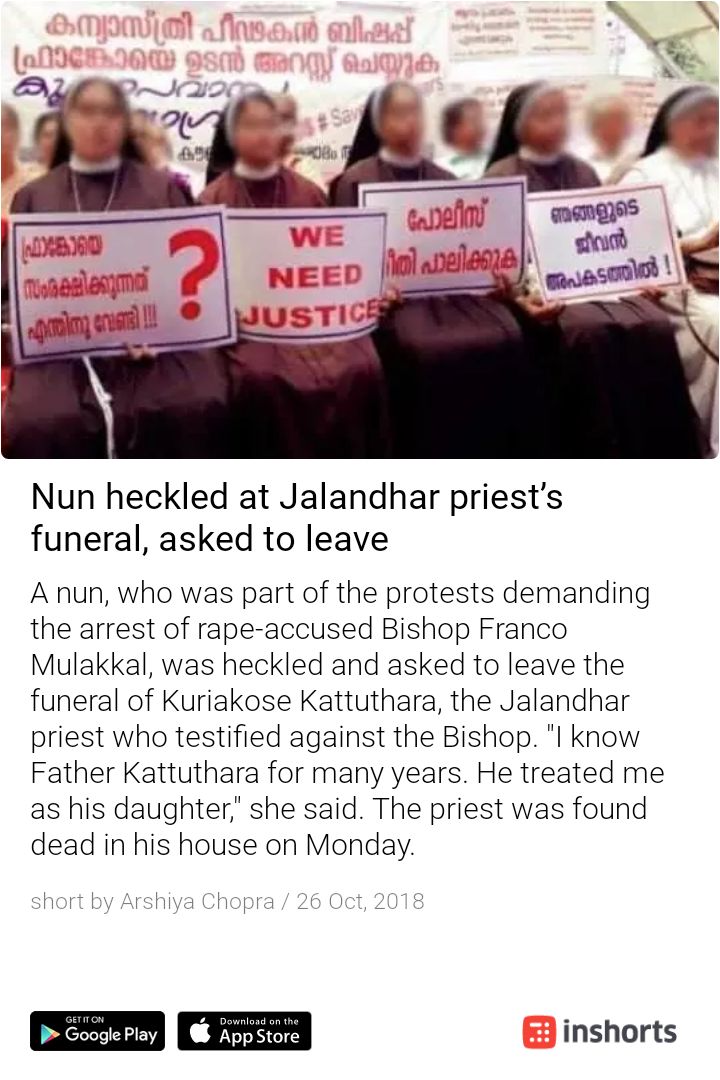 കന്യാസ്ത്രീ പീഢകൻ ബിഷപ്പ്
ഫ്രാങ്കോയെ ഉടൻ അറസ്റ്റ് ചെയ്യുക
# Sav
ഫ്രാങ്കോയെ
സംരക്ഷിക്കുന്നത്
എന്തിനു വേണ്ടി !!!
?
WE
NEED
JUSTICE
പോലീസ്
നീതി പാലിക്കുക
ഞങ്ങളുടെ
ജീവൻ
അപകടത്തിൽ !
Nun heckled at Jalandhar priest’s
funeral, asked to leave
A nun, who was part of the protests demanding
the arrest of rape-accused Bishop Franco
Mulakkal, was heckled and asked to leave the
funeral of Kuriakose Kattuthara, the Jalandhar
priest who testified against the Bishop. "I know
Father Kattuthara for many years. He treated me
as his daughter," she said. The priest was found
dead in his house on Monday.
short by Arshiya Chopra / 26 Oct, 2018
GET IT ON
Google Play
Download on the
App Store
inshorts